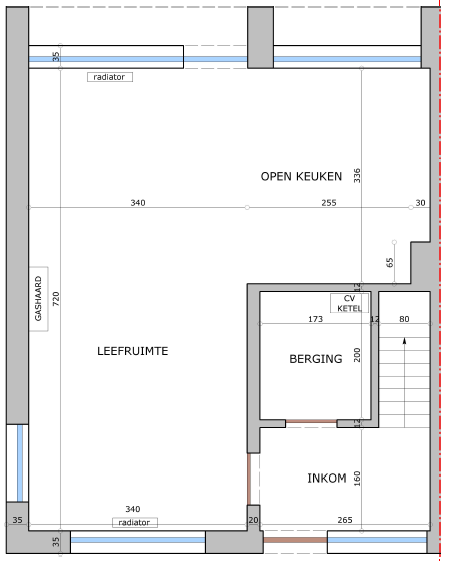 35
radiator
OPEN KEUKEN
336
340
255
30
65
GASHAARD
720
12
CV
KETEL
173
12
80
LEEFRUIMTE
BERGING
200
12
INKOM
160
340
35
radiator
20
265
35